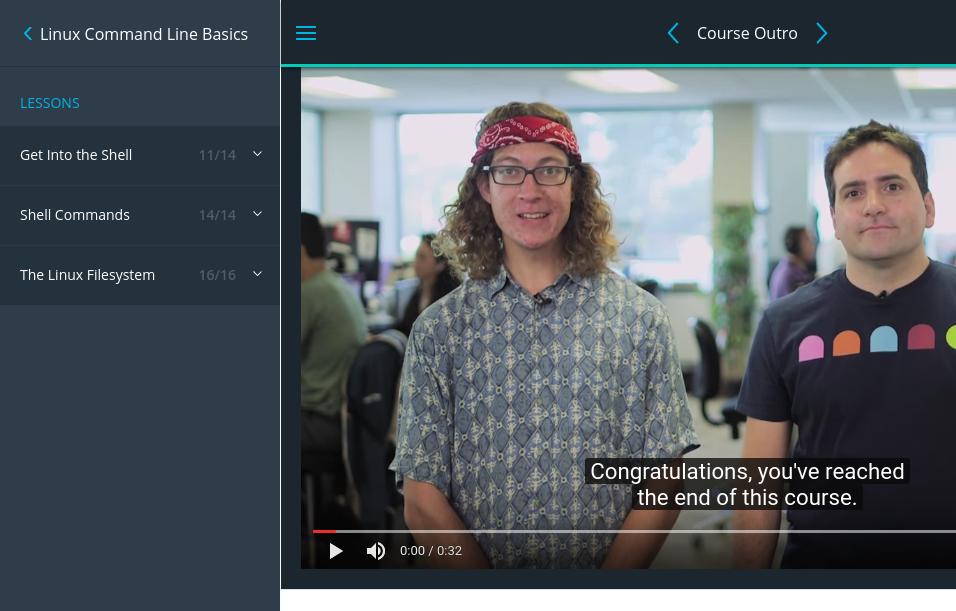 Linux Command Line Basics
Course Outro
LESSONS
Get Into the Shell 11/14
Shell Commands 14/14
The Linux Filesystem 16/16
Congratulations, you've reached
the end of this course.
0:00 / 0:32